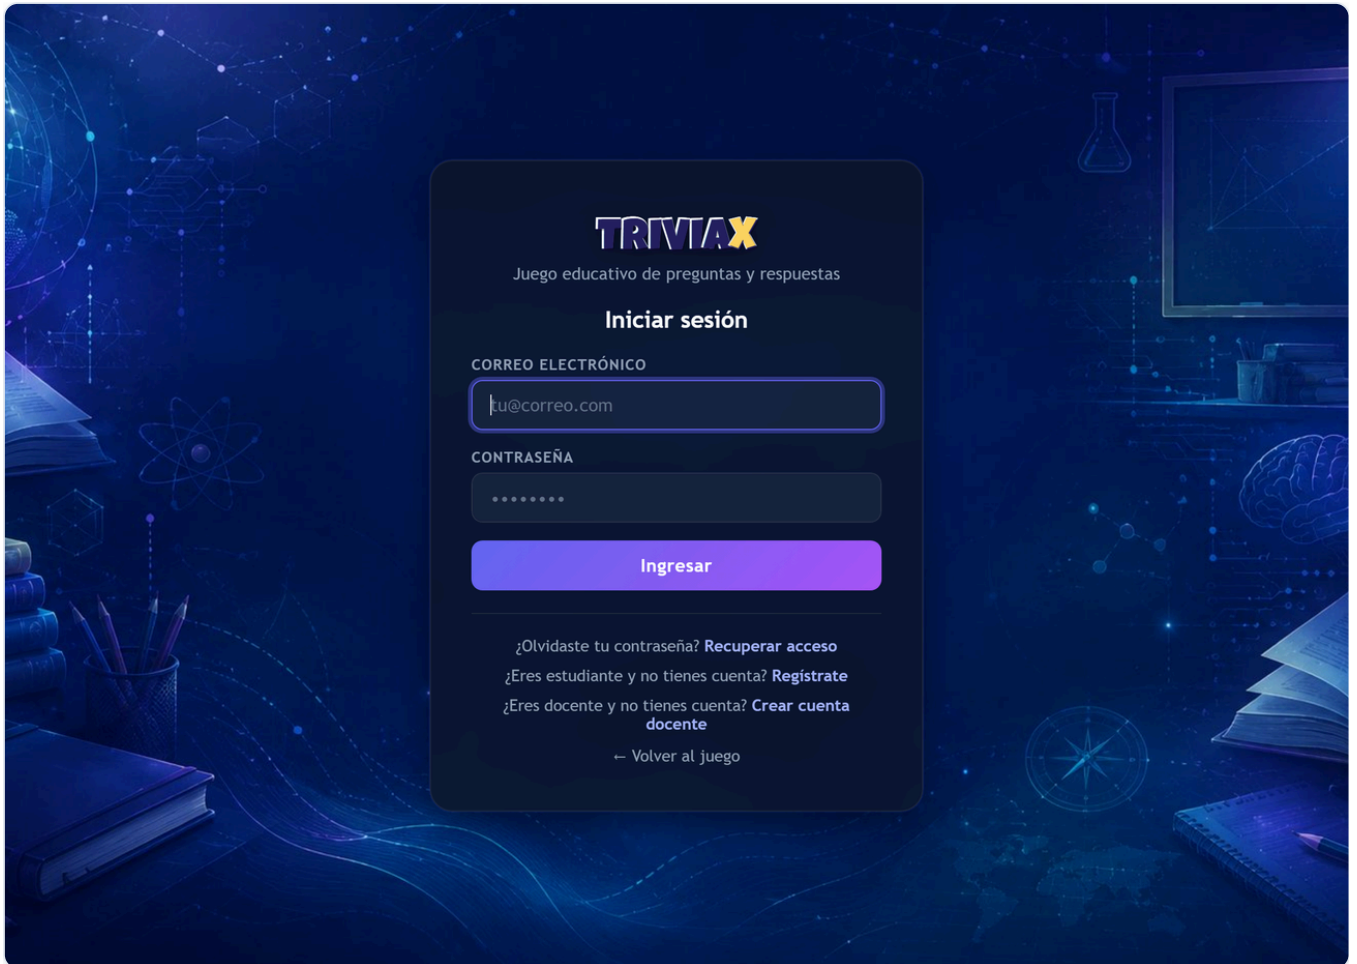 TRIVIAX
Juego educativo de preguntas y respuestas
Iniciar sesión
CORREO ELECTRÓNICO
tu@correo.com
CONTRASEÑA
••••••••
Ingresar
¿Olvidaste tu contraseña? Recuperar acceso
¿Eres estudiante y no tienes cuenta? Regístrate
¿Eres docente y no tienes cuenta? Crear cuenta
docente
← Volver al juego